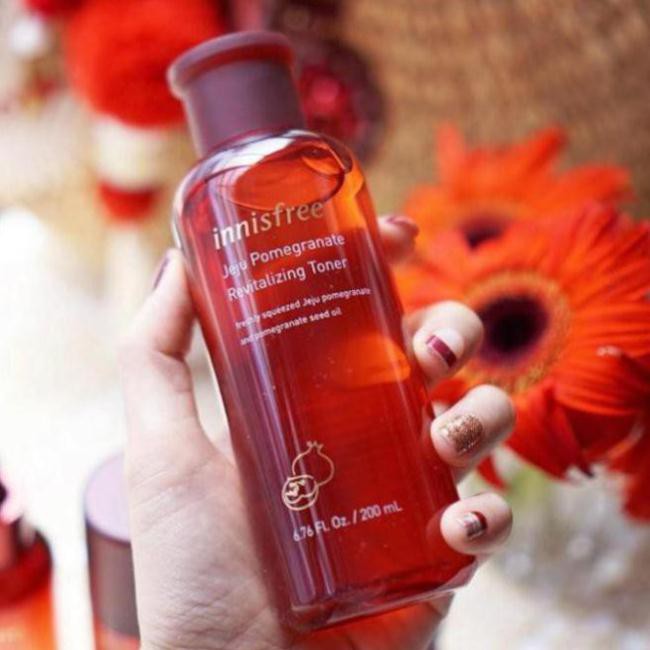 innisfree
Jeju Pomegranate
Revitalizing Toner
freshly squeezed Jeju pomegranate
and pomegranate seed oil
6.76 FL. Oz. / 200 mL